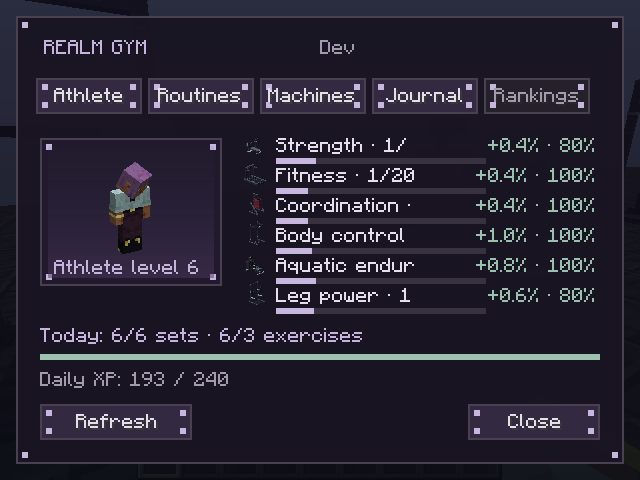 REALM GYM
Dev
Athlete
Routines
Machines
Journal
Rankings
Strength · 1/ +0.4% · 80%
Fitness · 1/20 +0.4% · 100%
Coordination · +0.4% · 100%
Body control +1.0% · 100%
Aquatic endur +0.8% · 100%
Leg power · 1 +0.6% · 80%
Athlete level 6
Today: 6/6 sets · 6/3 exercises
Daily XP: 193 / 240
Refresh
Close